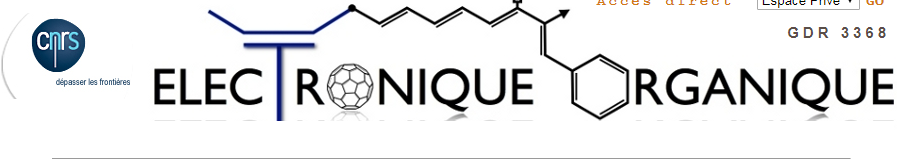 Accès direct Espace Privé GO
GDR 3368
cnrs
dépasser les frontières
ELECTRONIQUE ORGANIQUE